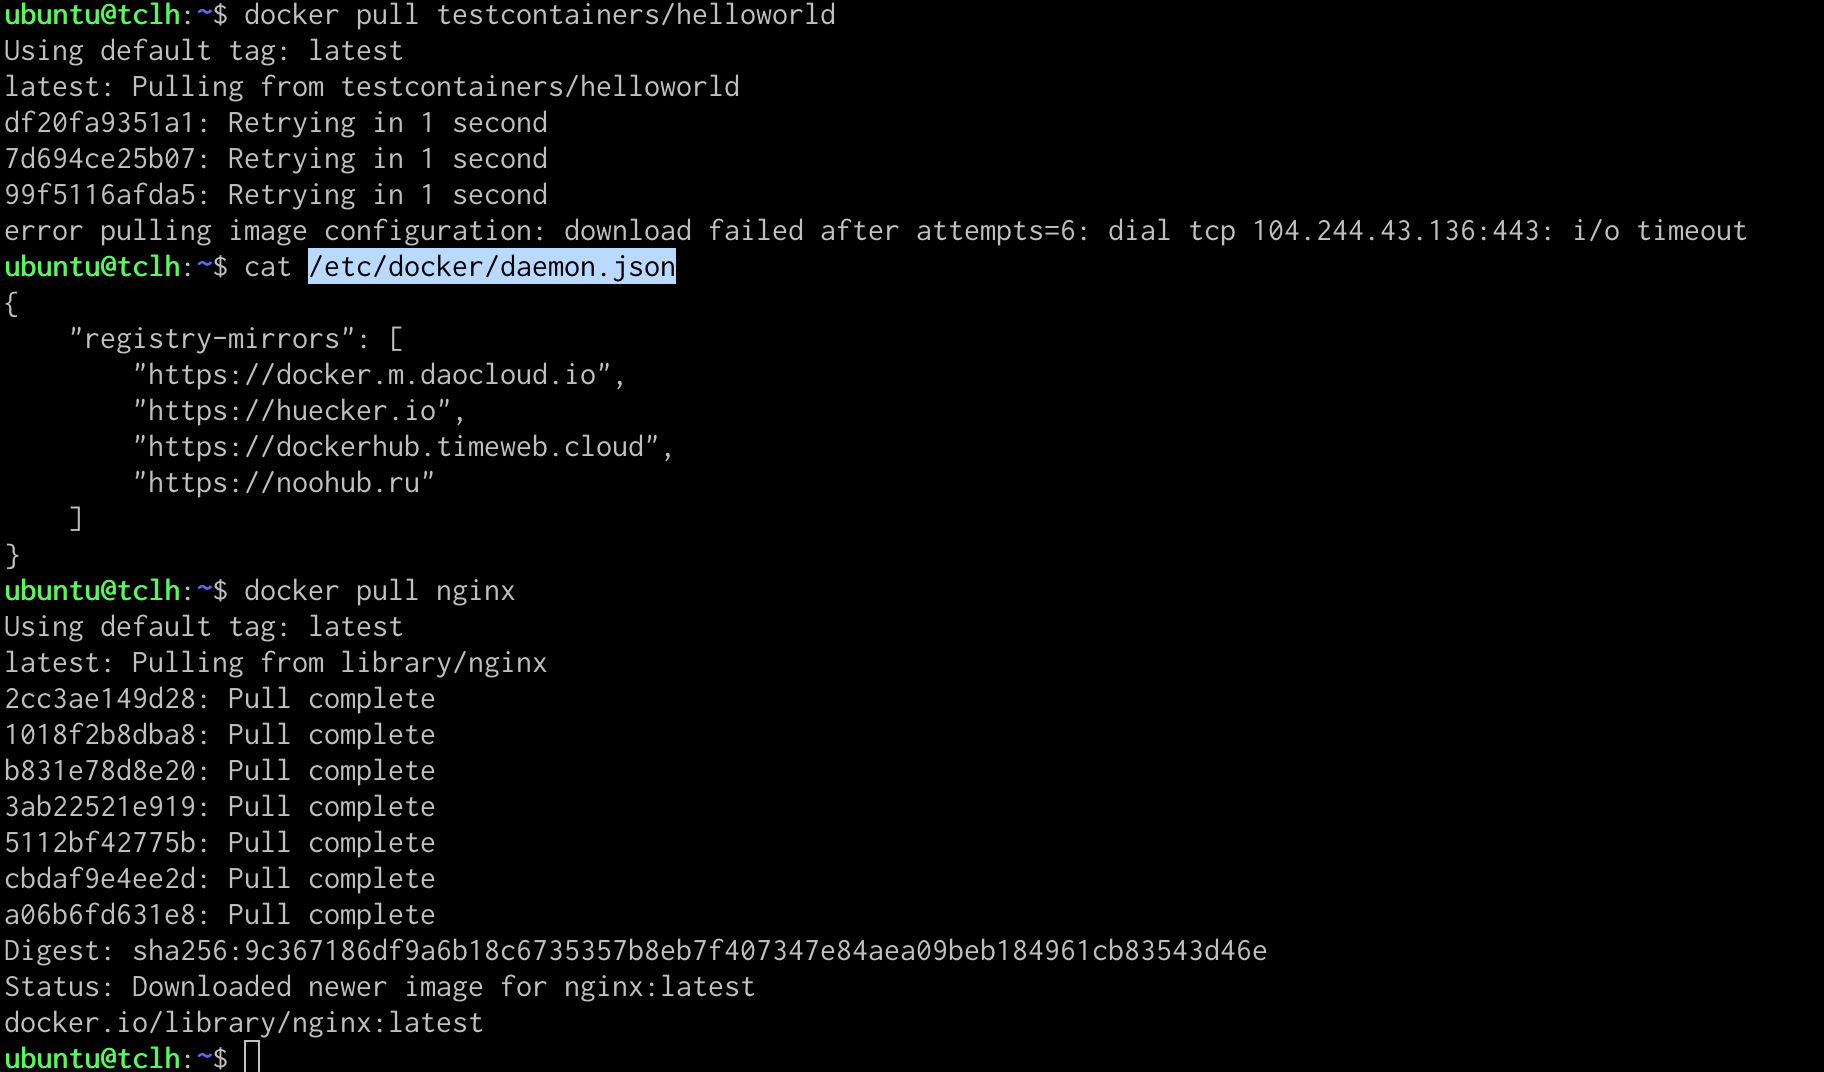 ubuntu@tclh:~$ docker pull testcontainers/helloworld
Using default tag: latest
latest: Pulling from testcontainers/helloworld
df20fa9351a1: Retrying in 1 second
7d694ce25b07: Retrying in 1 second
99f5116afda5: Retrying in 1 second
error pulling image configuration: download failed after attempts=6: dial tcp 104.244.43.136:443: i/o timeout
ubuntu@tclh:~$ cat /etc/docker/daemon.json
{
    "registry-mirrors": [
        "https://docker.m.daocloud.io",
        "https://huecker.io",
        "https://dockerhub.timeweb.cloud",
        "https://noohub.ru"
    ]
}
ubuntu@tclh:~$ docker pull nginx
Using default tag: latest
latest: Pulling from library/nginx
2cc3ae149d28: Pull complete
1018f2b8dba8: Pull complete
b831e78d8e20: Pull complete
3ab22521e919: Pull complete
5112bf42775b: Pull complete
cbdaf9e4ee2d: Pull complete
a06b6fd631e8: Pull complete
Digest: sha256:9c367186df9a6b18c6735357b8eb7f407347e84aea09beb184961cb83543d46e
Status: Downloaded newer image for nginx:latest
docker.io/library/nginx:latest
ubuntu@tclh:~$